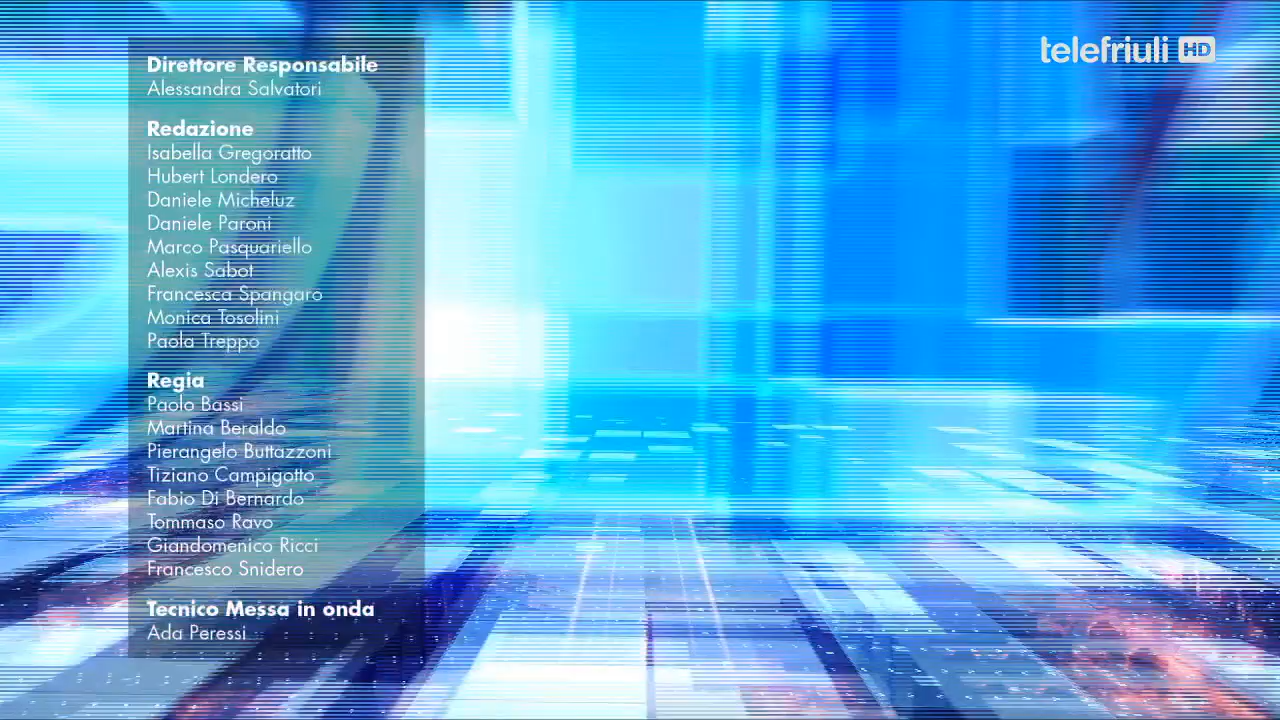 telefriuli HD
Direttore Responsabile
Alessandra Salvatori
Redazione
Isabella Gregoratto
Hubert Londero
Daniele Micheluz
Daniele Paroni
Marco Pasquariello
Alexis Sabot
Francesca Spangaro
Monica Tosolini
Paola Treppo
Regia
Paolo Bassi
Martina Beraldo
Pierangelo Buttazzoni
Tiziano Campigotto
Fabio Di Bernardo
Tommaso Ravo
Giandomenico Ricci
Francesco Snidero
Tecnico Messa in onda
Ada Peressi